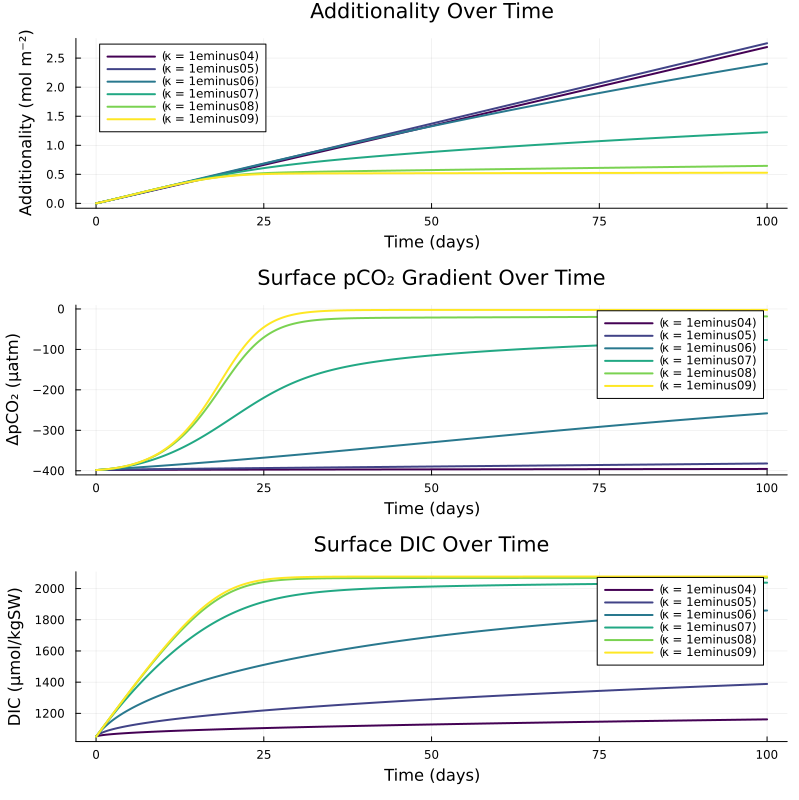 Additionality Over Time
Additionality (mol m⁻²)
2.5
2.0
1.5
1.0
0.5
0.0
(κ = 1eminus04)
(κ = 1eminus05)
(κ = 1eminus06)
(κ = 1eminus07)
(κ = 1eminus08)
(κ = 1eminus09)
0 25 50 75 100
Time (days)
Surface pCO₂ Gradient Over Time
ΔpCO₂ (μatm)
0
−100
−200
−300
−400
(κ = 1eminus04)
(κ = 1eminus05)
(κ = 1eminus06)
(κ = 1eminus07)
(κ = 1eminus08)
(κ = 1eminus09)
0 25 50 75 100
Time (days)
Surface DIC Over Time
DIC (μmol/kgSW)
2000
1800
1600
1400
1200
(κ = 1eminus04)
(κ = 1eminus05)
(κ = 1eminus06)
(κ = 1eminus07)
(κ = 1eminus08)
(κ = 1eminus09)
0 25 50 75 100
Time (days)